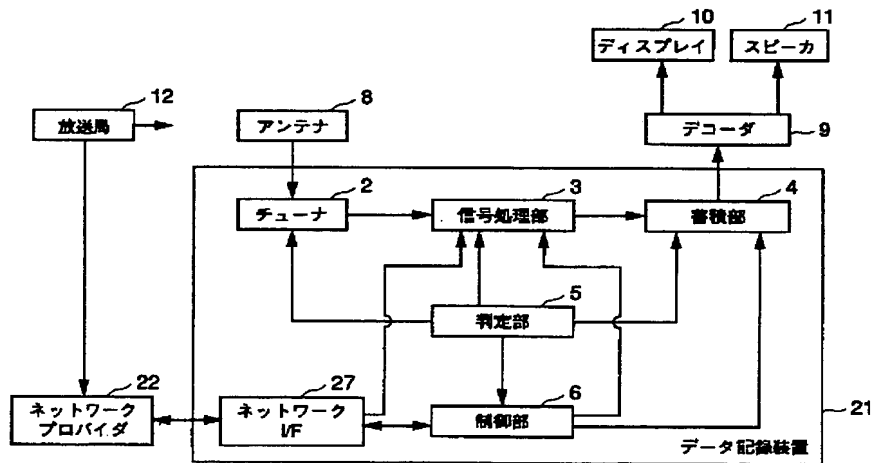 10
11
ディスプレイ
スピーカ
12
8
放送局
アンテナ
デコーダ
9
2
3
4
チューナ
信号処理部
蓄積部
5
判定部
22
27
6
ネットワーク
プロバイダ
ネットワーク
I/F
制御部
21
データ記録装置